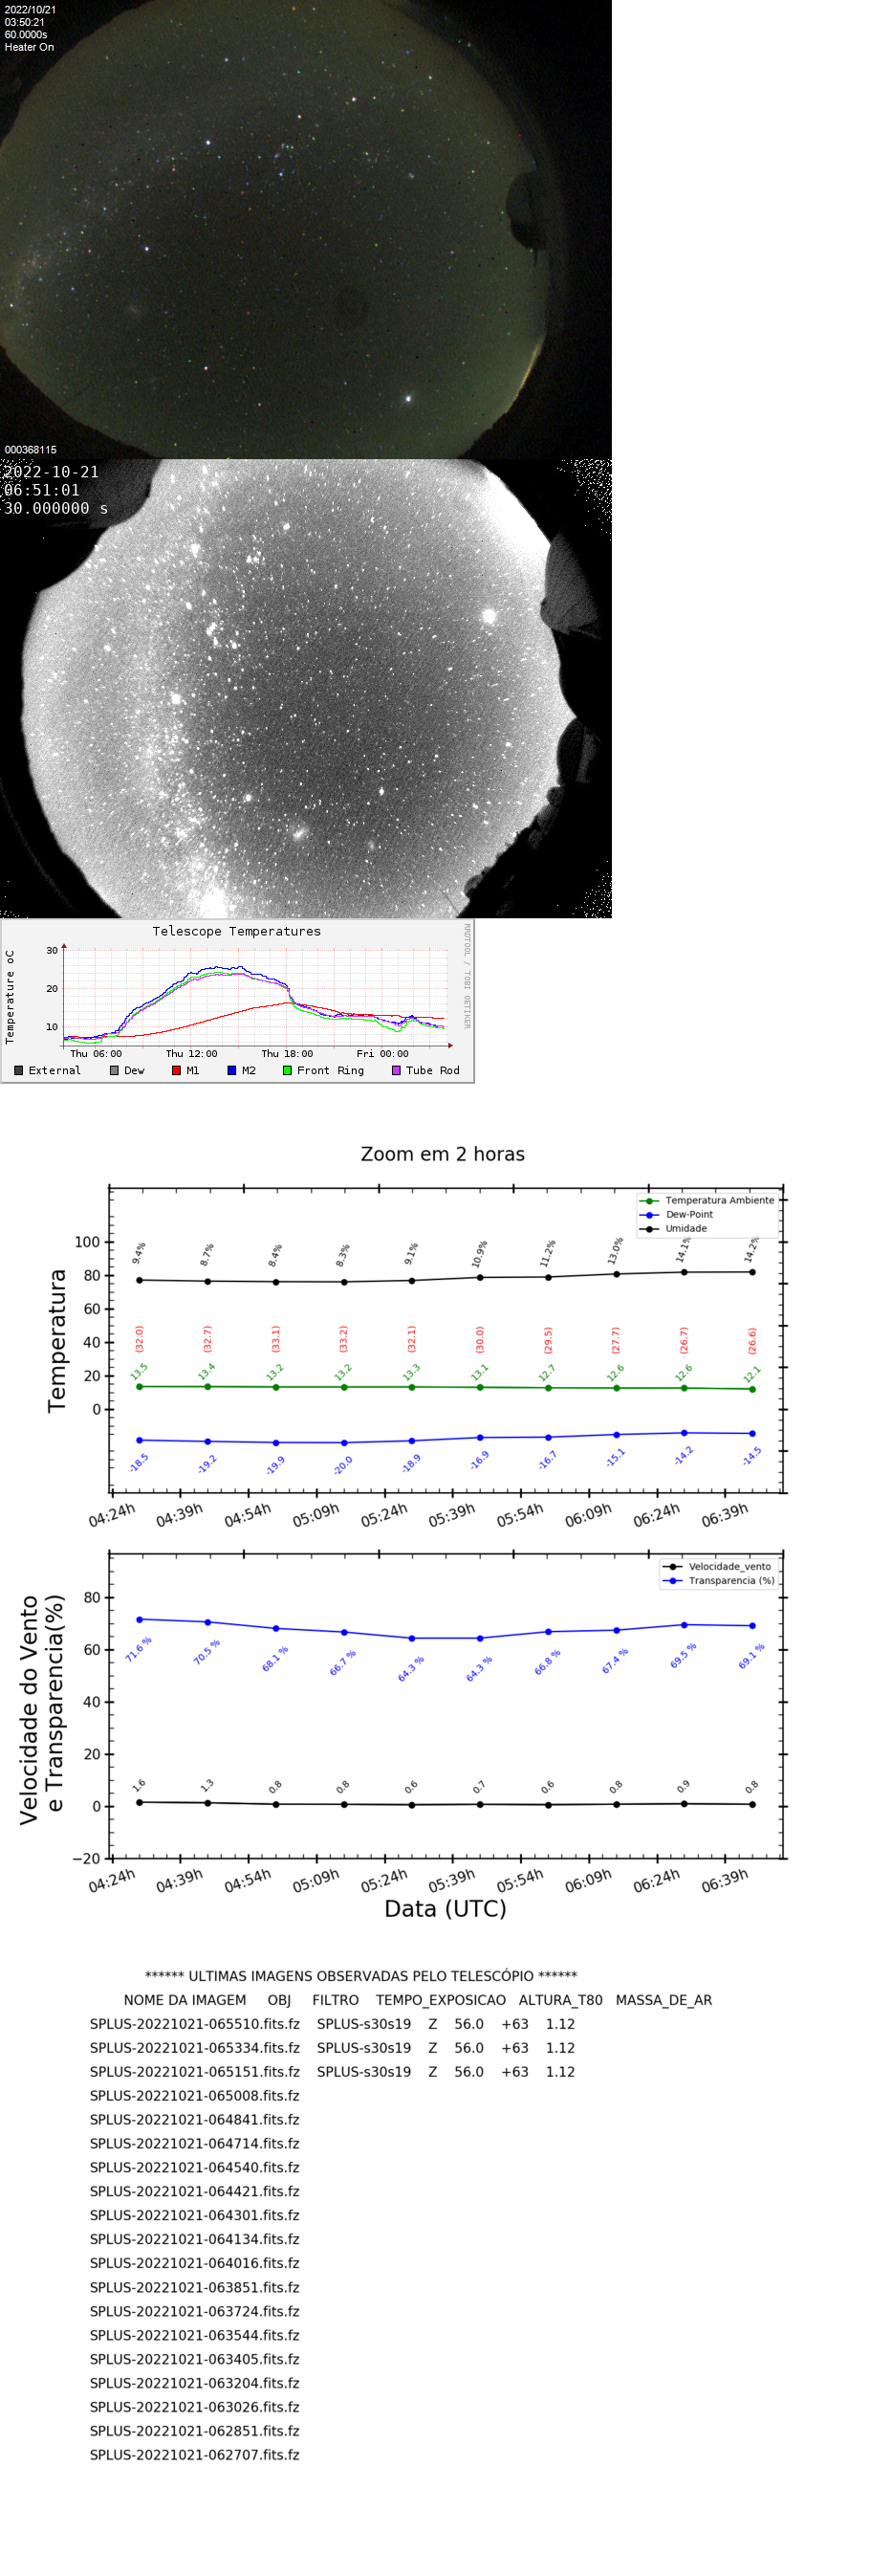 2022/10/21
03:50:21
60.0000s
Heater On
000368115
2022-10-21
06:51:01
30.000000 s
Telescope Temperatures
RRDTOOL / TOBI OETIKER
Temperature oC
30
20
10
Thu 06:00 Thu 12:00 Thu 18:00 Fri 00:00
External Dew M1 M2 Front Ring Tube Rod
Zoom em 2 horas
Temperatura
Temperatura Ambiente
Dew-Point
Umidade
100
80
60
40
20
0
9.4% 8.7% 8.4% 8.3% 9.1% 10.9% 11.2% 13.0% 14.1% 14.2%
(32.0) (32.7) (33.1) (33.2) (32.1) (30.0) (29.5) (27.7) (26.7) (26.6)
13.5 13.4 13.2 13.2 13.3 13.1 12.7 12.6 12.6 12.1
-18.5 -19.2 -19.9 -20.0 -18.9 -16.9 -16.7 -15.1 -14.2 -14.5
04:24h 04:39h 04:54h 05:09h 05:24h 05:39h 05:54h 06:09h 06:24h 06:39h
Velocidade do Vento
e Transparencia(%)
Velocidade_vento
Transparencia (%)
80
60
40
20
0
−20
71.6 % 70.5 % 68.1 % 66.7 % 64.3 % 64.3 % 66.8 % 67.4 % 69.5 % 69.1 %
1.6 1.3 0.8 0.8 0.6 0.7 0.6 0.8 0.9 0.8
04:24h 04:39h 04:54h 05:09h 05:24h 05:39h 05:54h 06:09h 06:24h 06:39h
Data (UTC)
****** ULTIMAS IMAGENS OBSERVADAS PELO TELESCÓPIO ******
NOME DA IMAGEM OBJ FILTRO TEMPO_EXPOSICAO ALTURA_T80 MASSA_DE_AR
SPLUS-20221021-065510.fits.fz SPLUS-s30s19 Z 56.0 +63 1.12
SPLUS-20221021-065334.fits.fz SPLUS-s30s19 Z 56.0 +63 1.12
SPLUS-20221021-065151.fits.fz SPLUS-s30s19 Z 56.0 +63 1.12
SPLUS-20221021-065008.fits.fz
SPLUS-20221021-064841.fits.fz
SPLUS-20221021-064714.fits.fz
SPLUS-20221021-064540.fits.fz
SPLUS-20221021-064421.fits.fz
SPLUS-20221021-064301.fits.fz
SPLUS-20221021-064134.fits.fz
SPLUS-20221021-064016.fits.fz
SPLUS-20221021-063851.fits.fz
SPLUS-20221021-063724.fits.fz
SPLUS-20221021-063544.fits.fz
SPLUS-20221021-063405.fits.fz
SPLUS-20221021-063204.fits.fz
SPLUS-20221021-063026.fits.fz
SPLUS-20221021-062851.fits.fz
SPLUS-20221021-062707.fits.fz